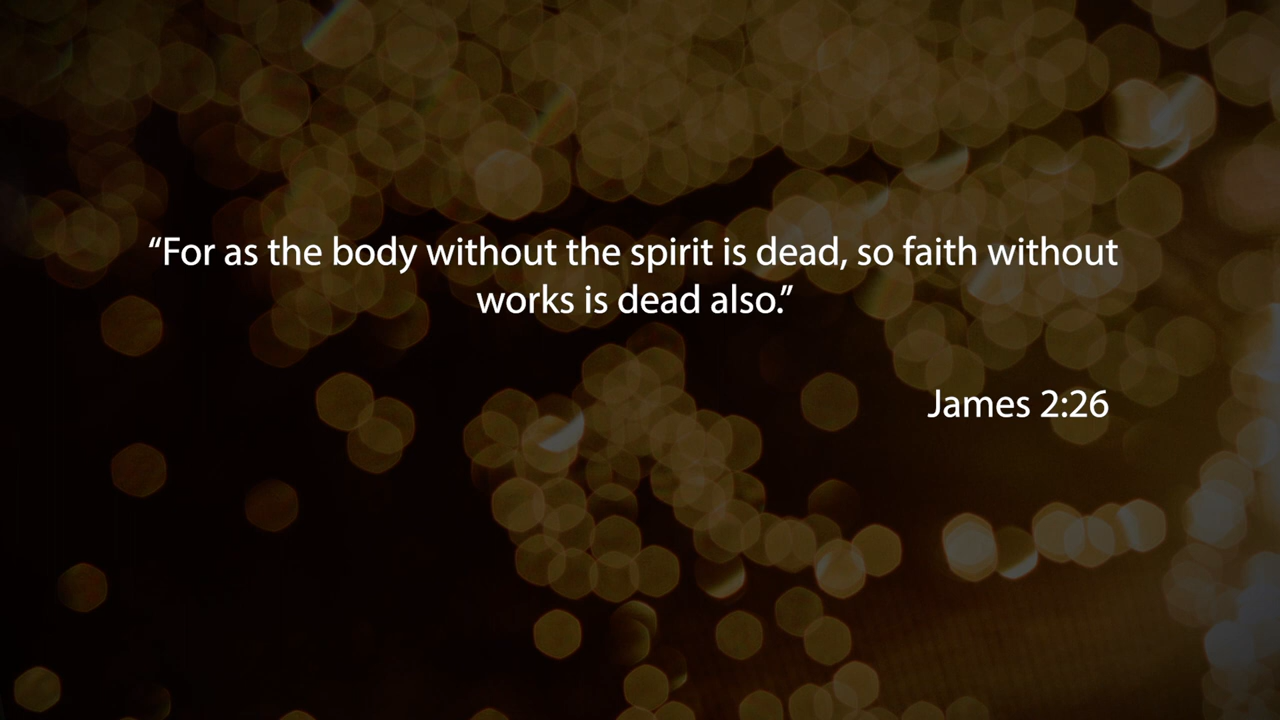 “For as the body without the spirit is dead, so faith without
works is dead also.”
James 2:26